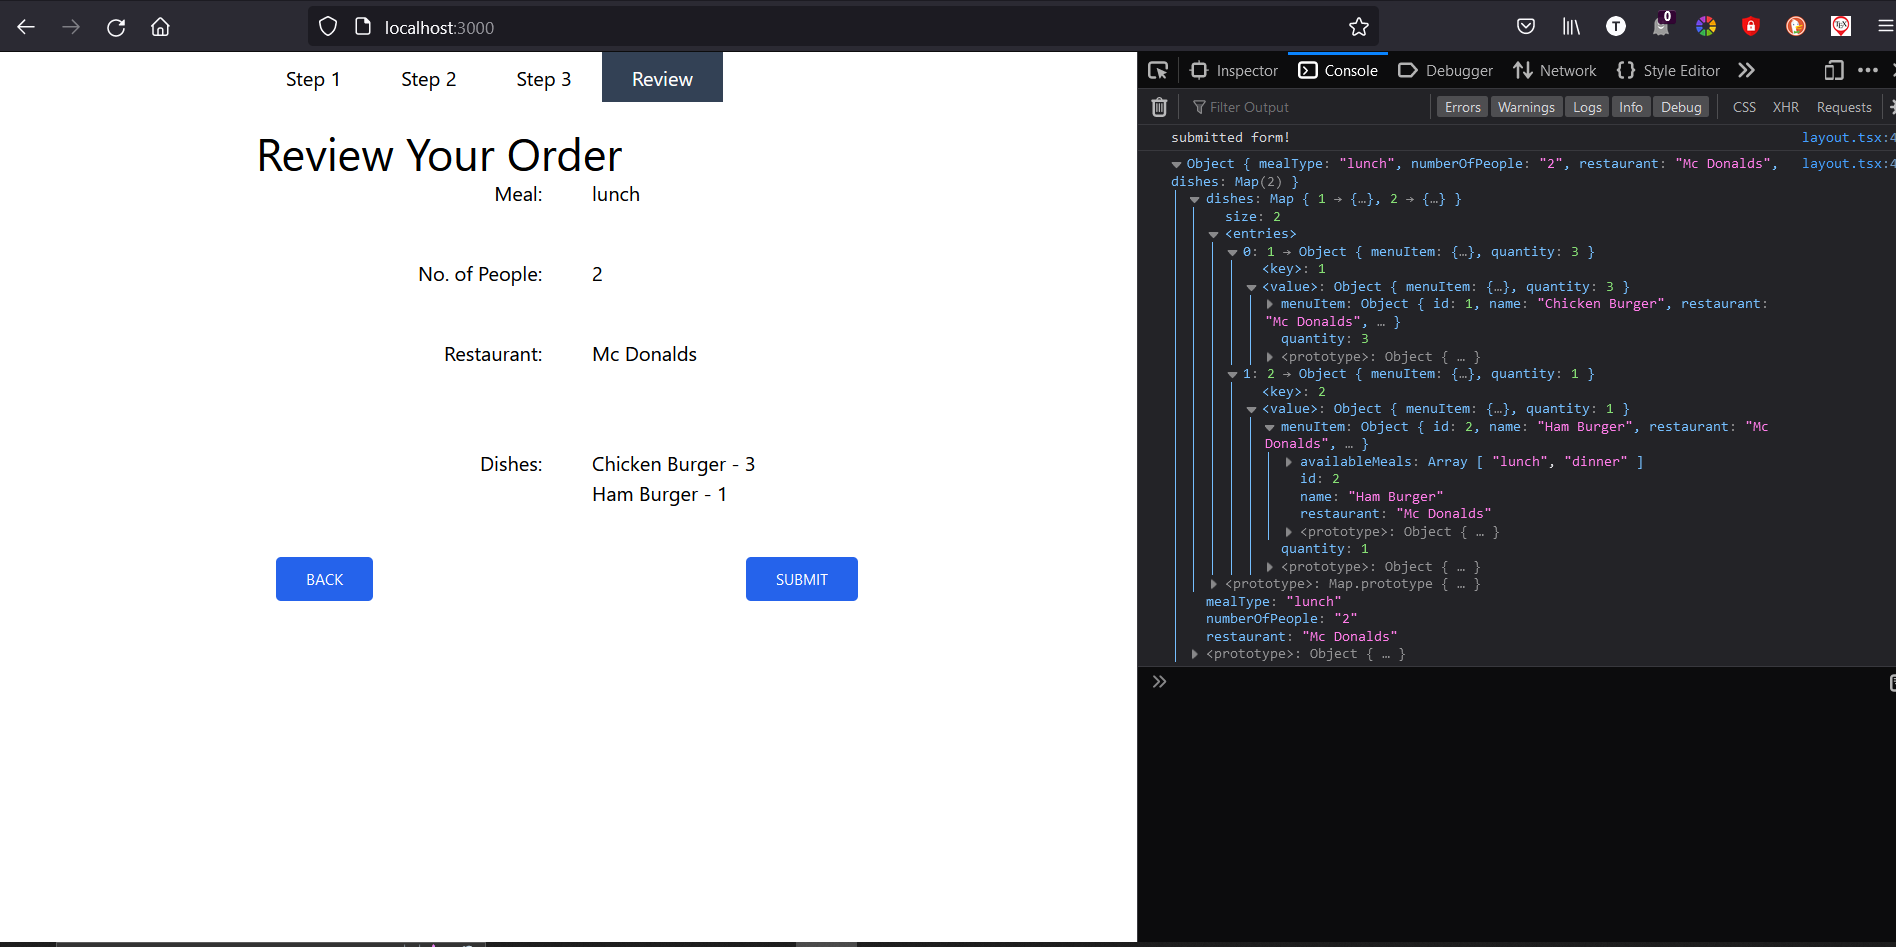 localhost:3000
T
0
TEX
Step 1
Step 2
Step 3
Review
Review Your Order
Meal:
lunch
No. of People:
2
Restaurant:
Mc Donalds
Dishes:
Chicken Burger - 3
Ham Burger - 1
BACK
SUBMIT
Inspector
Console
Debugger
Network
Style Editor
Filter Output
Errors
Warnings
Logs
Info
Debug
CSS
XHR
Requests
submitted form!
layout.tsx:4
Object { mealType: "lunch", numberOfPeople: "2", restaurant: "Mc Donalds",
layout.tsx:4
dishes: Map(2) }
dishes: Map { 1 → {…}, 2 → {…} }
size: 2
<entries>
0: 1 → Object { menuItem: {…}, quantity: 3 }
<key>: 1
<value>: Object { menuItem: {…}, quantity: 3 }
menuItem: Object { id: 1, name: "Chicken Burger", restaurant:
"Mc Donalds", … }
quantity: 3
<prototype>: Object { … }
1: 2 → Object { menuItem: {…}, quantity: 1 }
<key>: 2
<value>: Object { menuItem: {…}, quantity: 1 }
menuItem: Object { id: 2, name: "Ham Burger", restaurant: "Mc
Donalds", … }
availableMeals: Array [ "lunch", "dinner" ]
id: 2
name: "Ham Burger"
restaurant: "Mc Donalds"
<prototype>: Object { … }
quantity: 1
<prototype>: Object { … }
<prototype>: Map.prototype { … }
mealType: "lunch"
numberOfPeople: "2"
restaurant: "Mc Donalds"
<prototype>: Object { … }